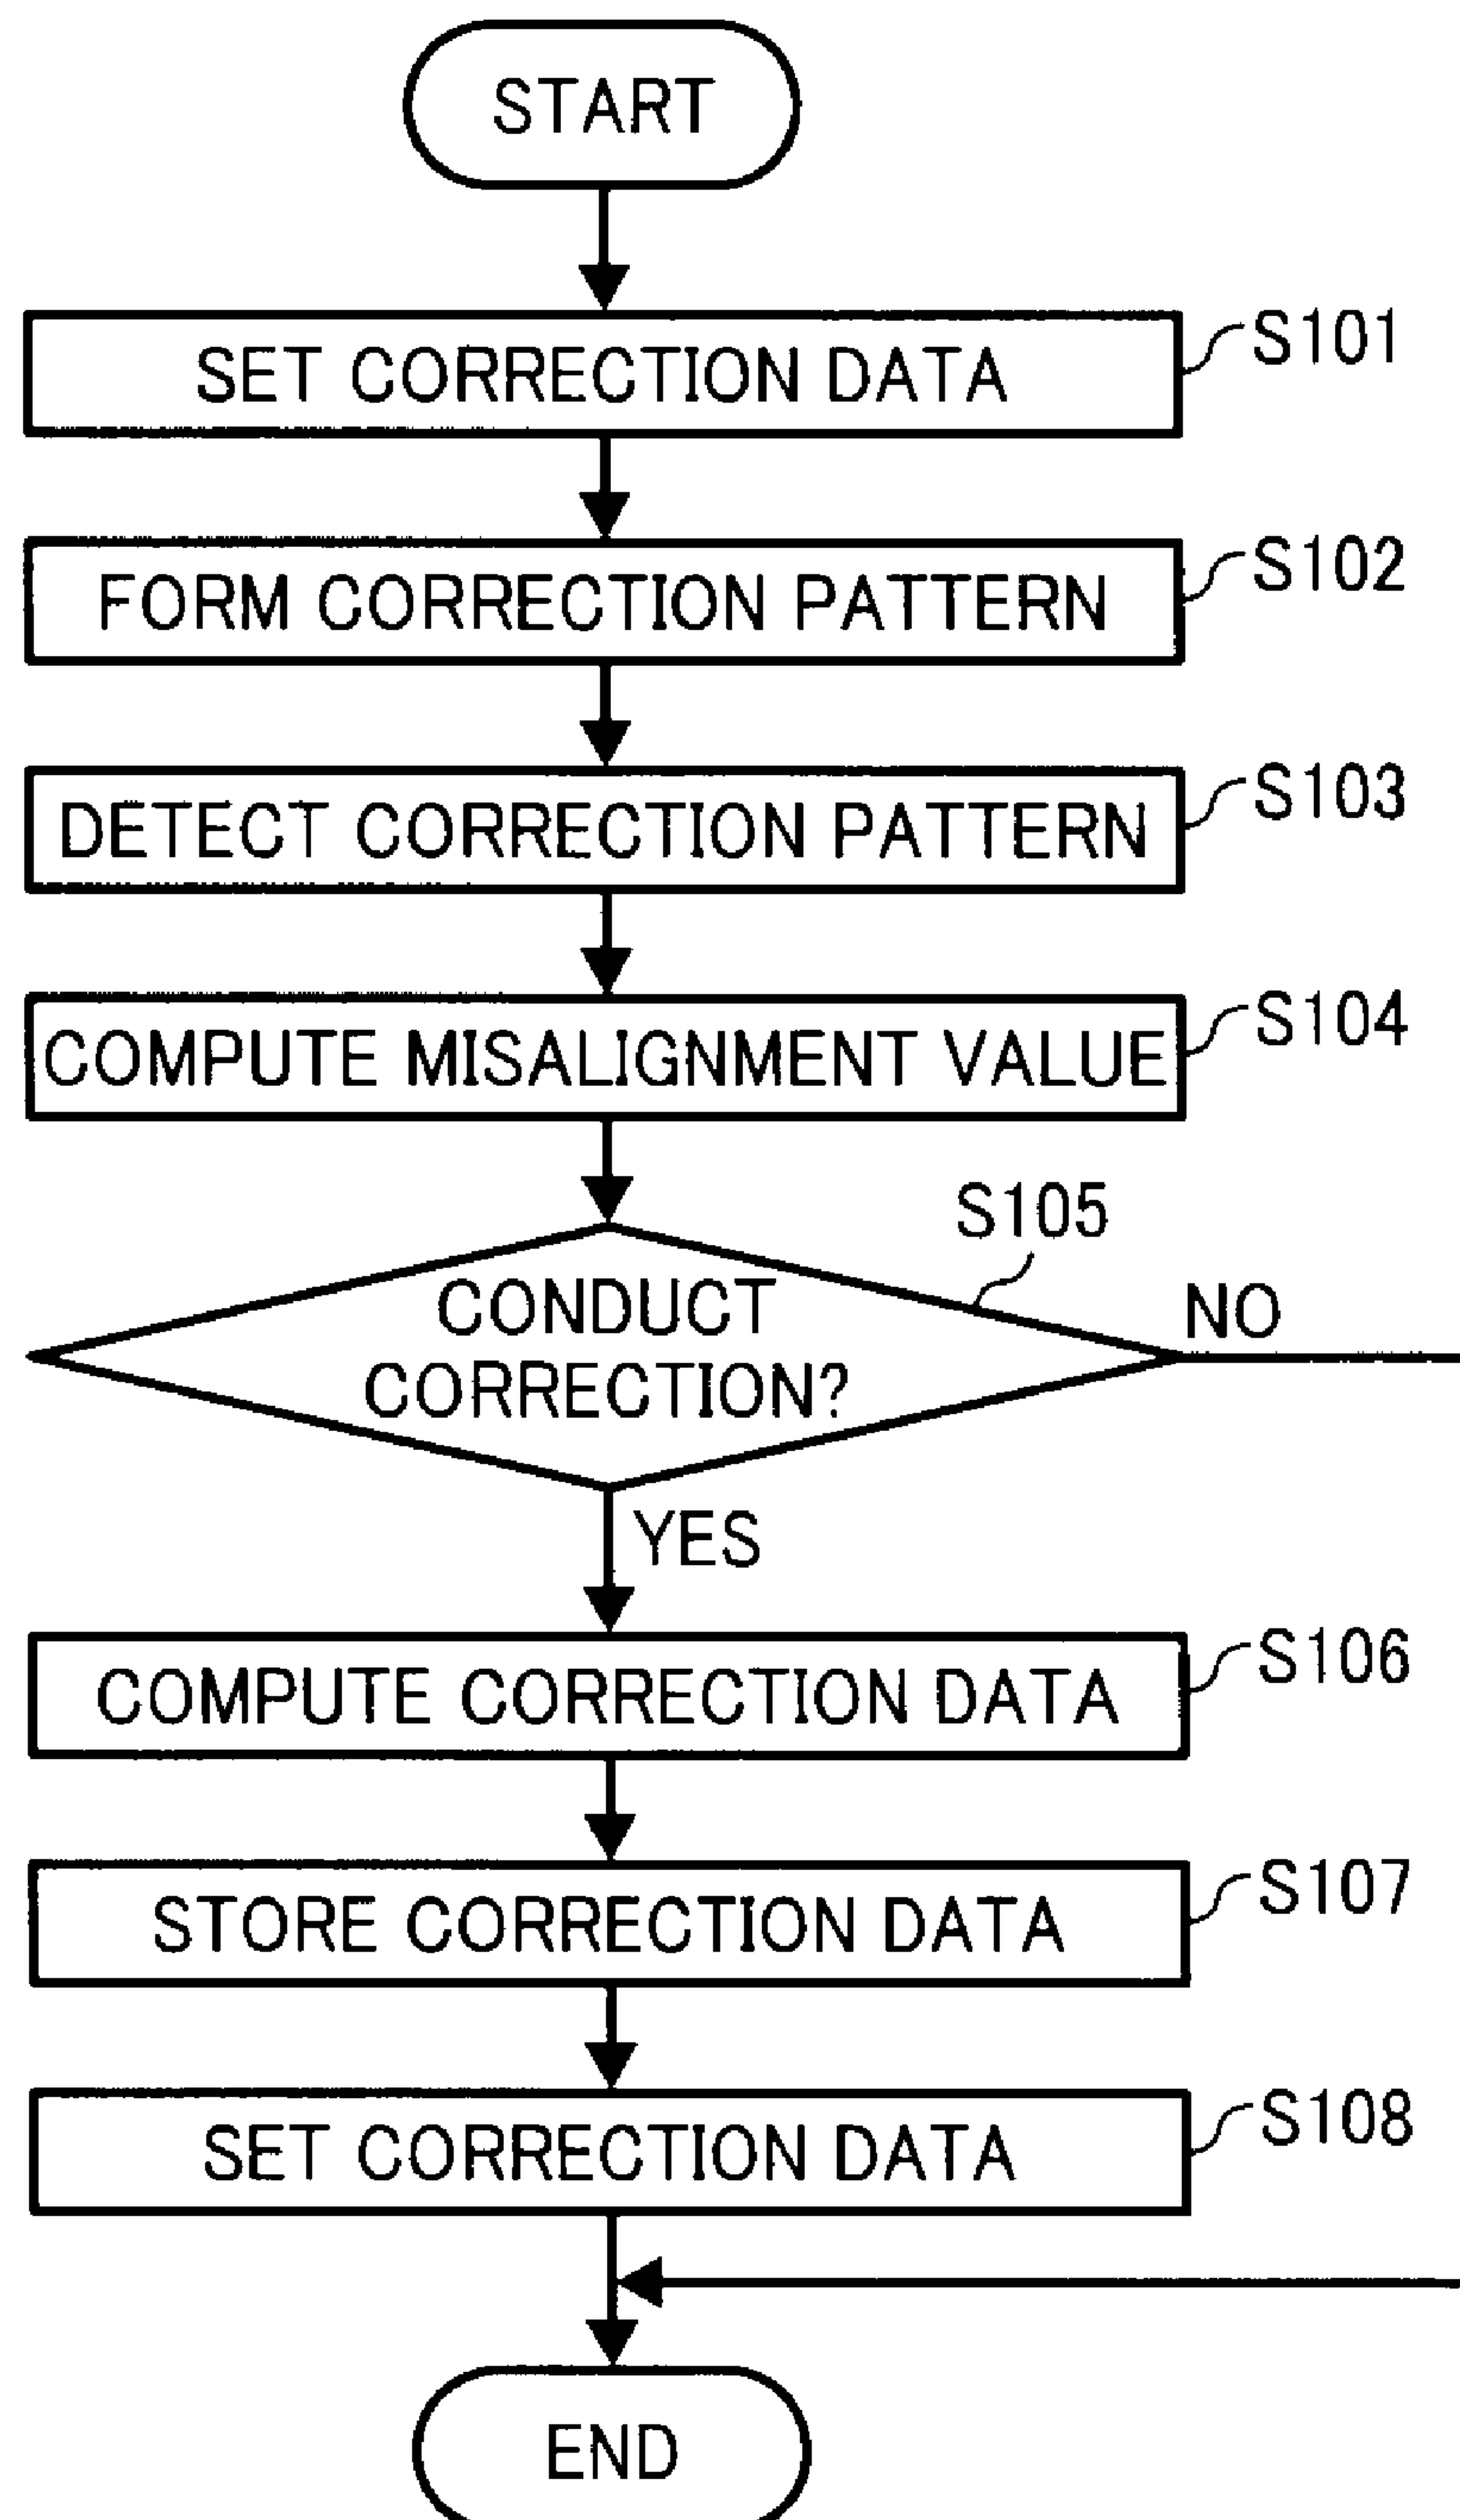 START
SET CORRECTION DATA
S101
FORM CORRECTION PATTERN
S102
DETECT CORRECTION PATTERN
S103
COMPUTE MISALIGNMENT VALUE
S104
S105
CONDUCT
CORRECTION?
NO
YES
COMPUTE CORRECTION DATA
S106
STORE CORRECTION DATA
S107
SET CORRECTION DATA
S108
END